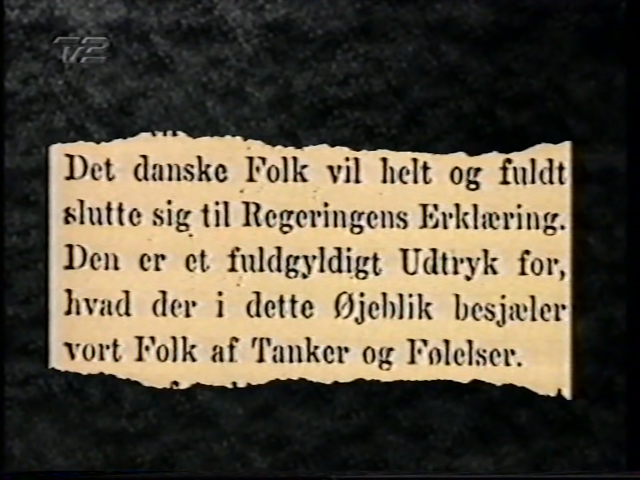 TV2
Det danske Folk vil helt og fuldt
slutte sig til Regeringens Erklæring.
Den er et fuldgyldigt Udtryk for,
hvad der i dette Øjeblik besjæler
vort Folk af Tanker og Følelser.